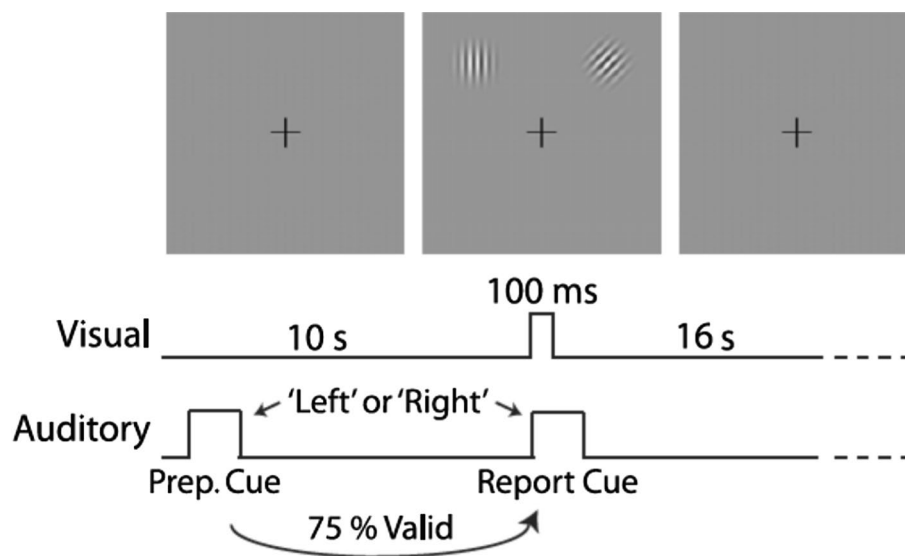 100 ms
Visual
10 s
16 s
'Left' or 'Right'
Auditory
Prep. Cue
Report Cue
75 % Valid